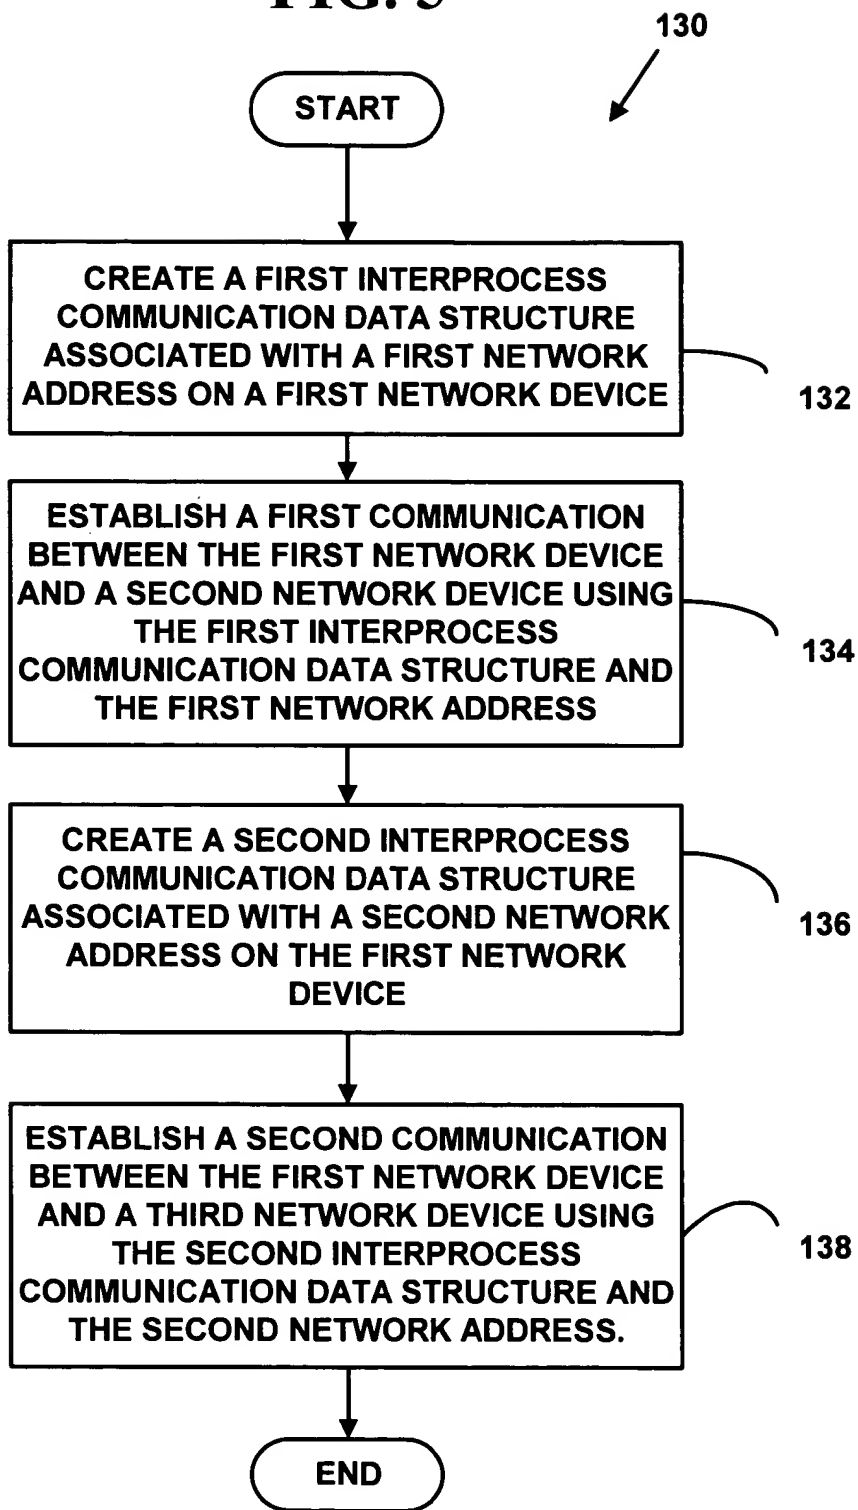 130
START
CREATE A FIRST INTERPROCESS
COMMUNICATION DATA STRUCTURE
ASSOCIATED WITH A FIRST NETWORK
ADDRESS ON A FIRST NETWORK DEVICE
132
ESTABLISH A FIRST COMMUNICATION
BETWEEN THE FIRST NETWORK DEVICE
AND A SECOND NETWORK DEVICE USING
THE FIRST INTERPROCESS
COMMUNICATION DATA STRUCTURE AND
THE FIRST NETWORK ADDRESS
134
CREATE A SECOND INTERPROCESS
COMMUNICATION DATA STRUCTURE
ASSOCIATED WITH A SECOND NETWORK
ADDRESS ON THE FIRST NETWORK
DEVICE
136
ESTABLISH A SECOND COMMUNICATION
BETWEEN THE FIRST NETWORK DEVICE
AND A THIRD NETWORK DEVICE USING
THE SECOND INTERPROCESS
COMMUNICATION DATA STRUCTURE AND
THE SECOND NETWORK ADDRESS.
138
END